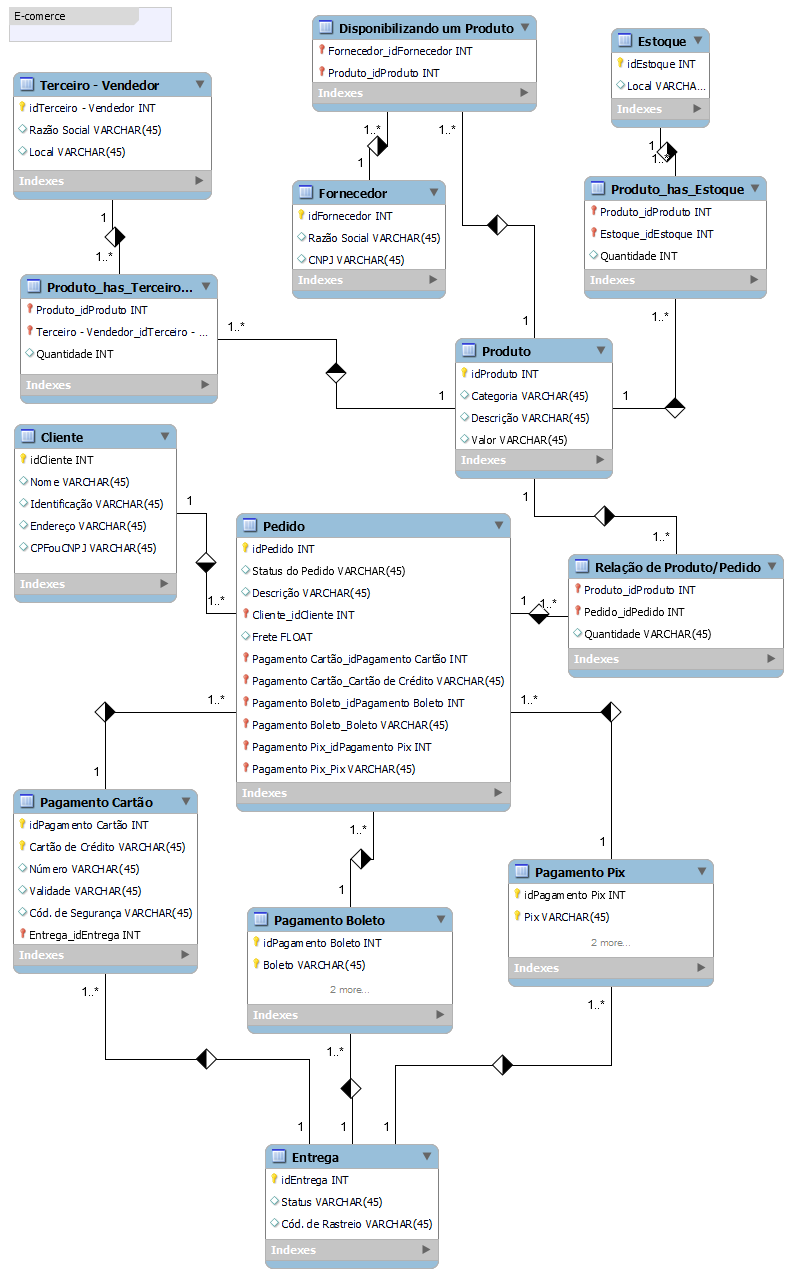 E-comerce
Disponibilizando um Produto
Fornecedor_idFornecedor INT
Produto_idProduto INT
Indexes
Estoque
idEstoque INT
Local VARCHA...
Indexes
Terceiro - Vendedor
idTerceiro - Vendedor INT
Razão Social VARCHAR(45)
Local VARCHAR(45)
Indexes
1..*
1
1..*
1
1..*
Fornecedor
idFornecedor INT
Razão Social VARCHAR(45)
CNPJ VARCHAR(45)
Indexes
Produto_has_Estoque
Produto_idProduto INT
Estoque_idEstoque INT
Quantidade INT
Indexes
1
1..*
Produto_has_Terceiro...
Produto_idProduto INT
Terceiro - Vendedor_idTerceiro - ...
Quantidade INT
Indexes
1..*
1
1
1..*
1
Produto
idProduto INT
Categoria VARCHAR(45)
Descrição VARCHAR(45)
Valor VARCHAR(45)
Indexes
Cliente
idCliente INT
Nome VARCHAR(45)
Identificação VARCHAR(45)
Endereço VARCHAR(45)
CPFouCNPJ VARCHAR(45)
Indexes
1
1..*
1
1..*
Pedido
idPedido INT
Status do Pedido VARCHAR(45)
Descrição VARCHAR(45)
Cliente_idCliente INT
Frete FLOAT
Pagamento Cartão_idPagamento Cartão INT
Pagamento Cartão_Cartão de Crédito VARCHAR(45)
Pagamento Boleto_idPagamento Boleto INT
Pagamento Boleto_Boleto VARCHAR(45)
Pagamento Pix_idPagamento Pix INT
Pagamento Pix_Pix VARCHAR(45)
Indexes
1
1..*
Relação de Produto/Pedido
Produto_idProduto INT
Pedido_idPedido INT
Quantidade VARCHAR(45)
Indexes
1..*
1..*
1
1..*
1
1
Pagamento Cartão
idPagamento Cartão INT
Cartão de Crédito VARCHAR(45)
Número VARCHAR(45)
Validade VARCHAR(45)
Cód. de Segurança VARCHAR(45)
Entrega_idEntrega INT
Indexes
Pagamento Boleto
idPagamento Boleto INT
Boleto VARCHAR(45)
2 more...
Indexes
Pagamento Pix
idPagamento Pix INT
Pix VARCHAR(45)
2 more...
Indexes
1..*
1..*
1..*
1
1
1
Entrega
idEntrega INT
Status VARCHAR(45)
Cód. de Rastreio VARCHAR(45)
Indexes